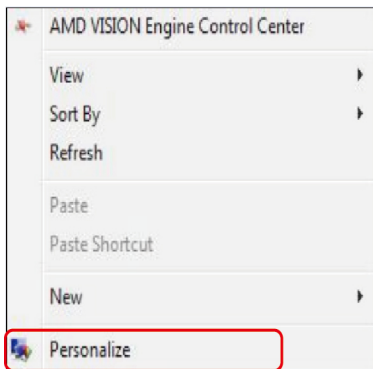 AMD VISION Engine Control Center
View
Sort By
Refresh
Paste
Paste Shortcut
New
Personalize